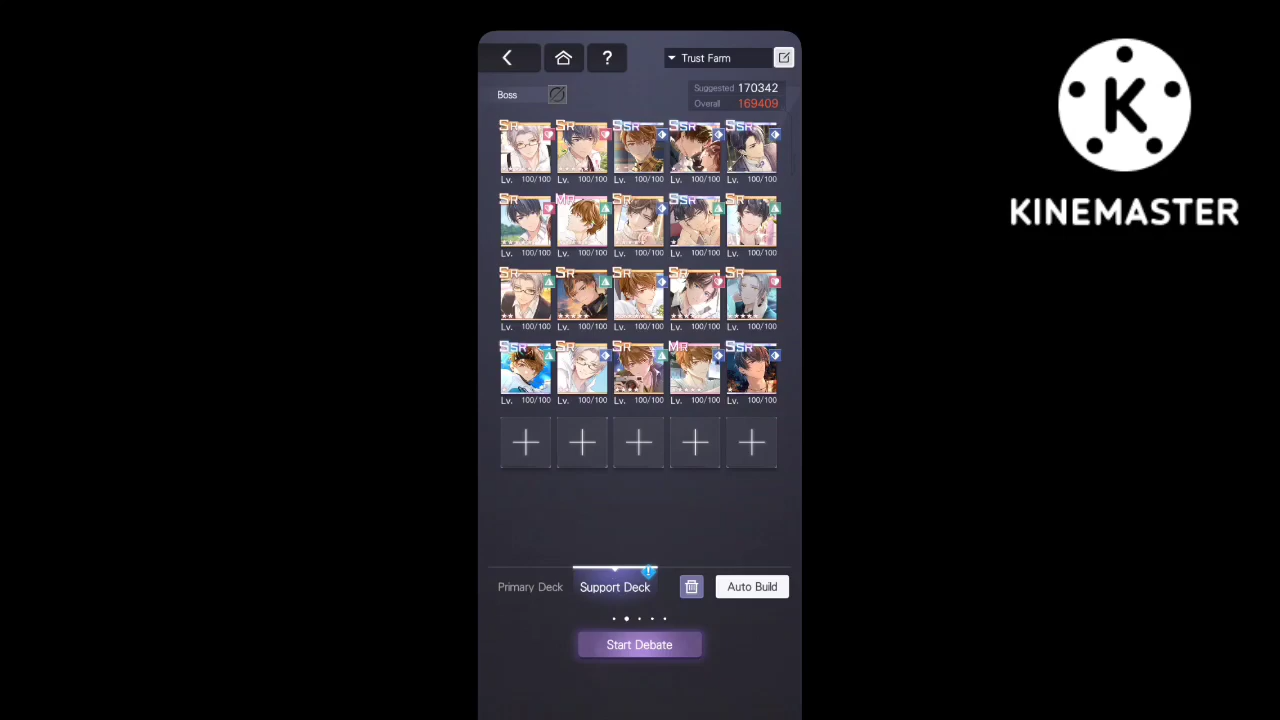 ? Trust Farm
Suggested 170342
Boss
Overall 169409
SR SR SSR SSR SSR
Lv. 100/100 Lv. 100/100 Lv. 100/100 Lv. 100/100 Lv. 100/100
SR MR SR SSR SR
Lv. 100/100 Lv. 100/100 Lv. 100/100 Lv. 100/100 Lv. 100/100
SR SR SR SR SR
Lv. 100/100 Lv. 100/100 Lv. 100/100 Lv. 100/100 Lv. 100/100
SSR SR SR MR SSR
Lv. 100/100 Lv. 100/100 Lv. 100/100 Lv. 100/100 Lv. 100/100
Primary Deck Support Deck ! Auto Build
Start Debate
K
KINEMASTER